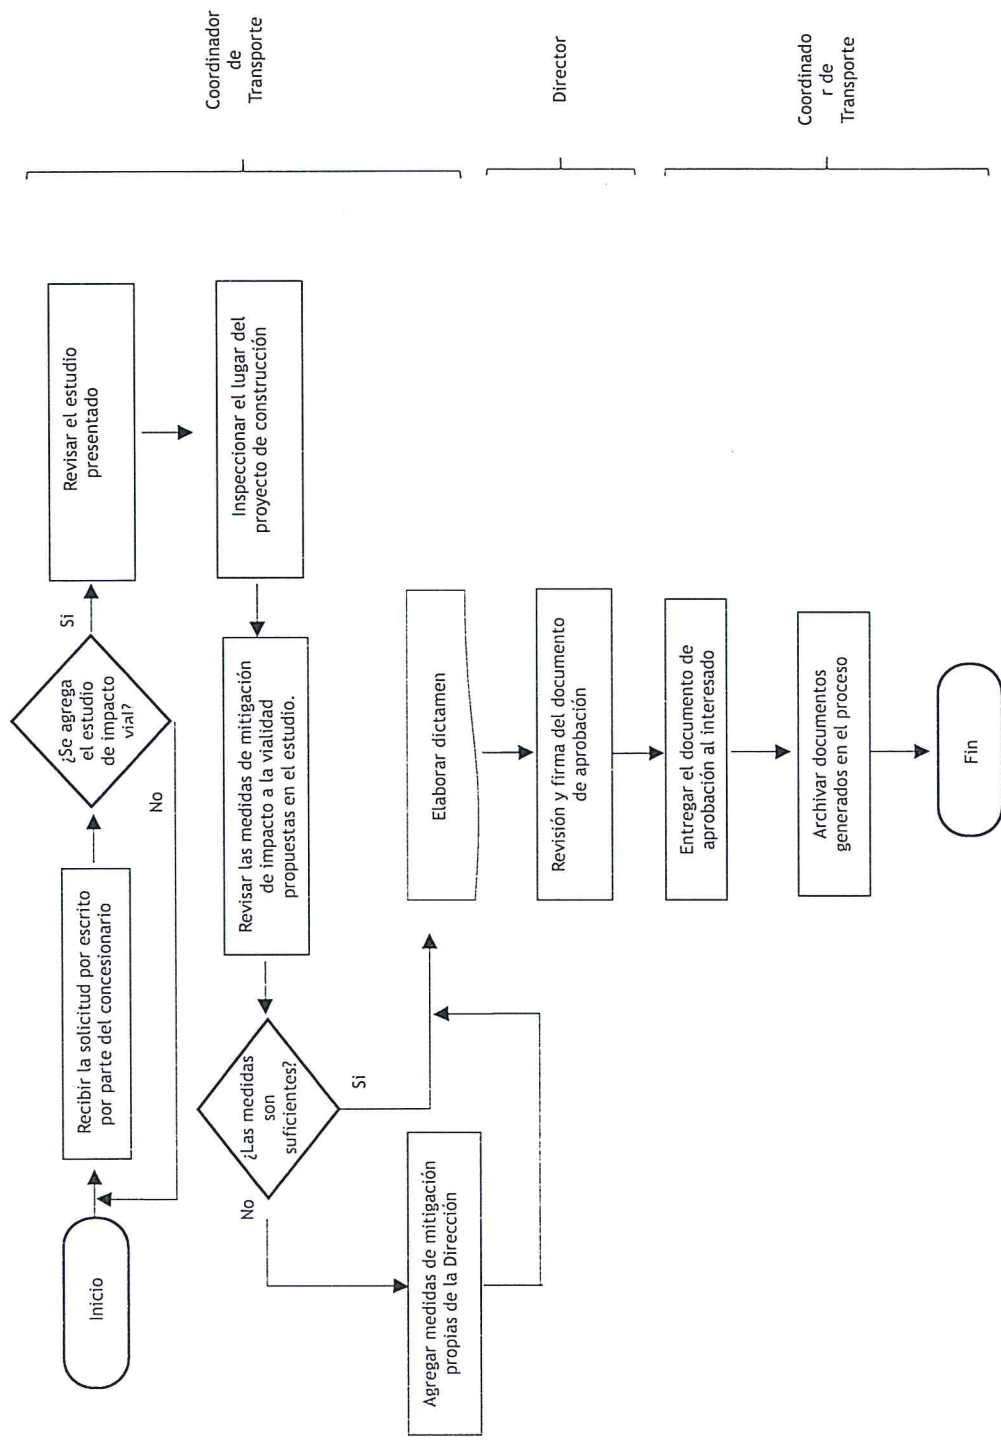 Inicio
Recibir la solicitud por escrito
por parte del concesionario
¿Se agrega
el estudio
de impacto
vial?
Si
No
Revisar el estudio
presentado
Coordinador
de
Transporte
Inspeccionar el lugar del
proyecto de construcción
Revisar las medidas de mitigación
de impacto a la vialidad
propuestas en el estudio.
¿Las medidas
son
suficientes?
No
Si
Agregar medidas de mitigación
propias de la Dirección
Elaborar dictamen
Revisión y firma del documento
de aprobación
Director
Entregar el documento de
aprobación al interesado
Coordinado
r de
Transporte
Archivar documentos
generados en el proceso
Fin